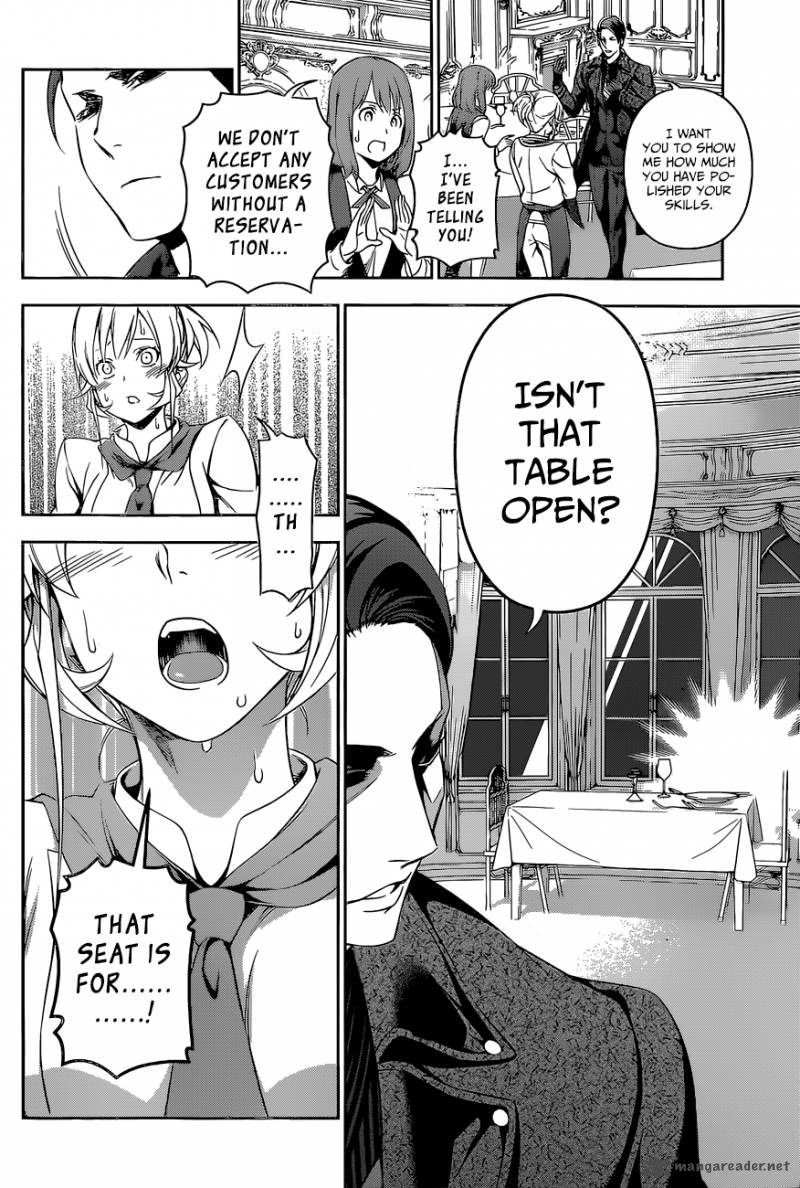 I WANT
YOU TO SHOW
ME HOW MUCH
YOU HAVE PO-
LISHED YOUR
SKILLS.
I...
I'VE
BEEN
TELLING
YOU!
WE DON'T
ACCEPT ANY
CUSTOMERS
WITHOUT A
RESERVA-
TION...
ISN'T
THAT
TABLE
OPEN?
....
......
TH
...
THAT
SEAT IS
FOR......
......!
mangareader.net